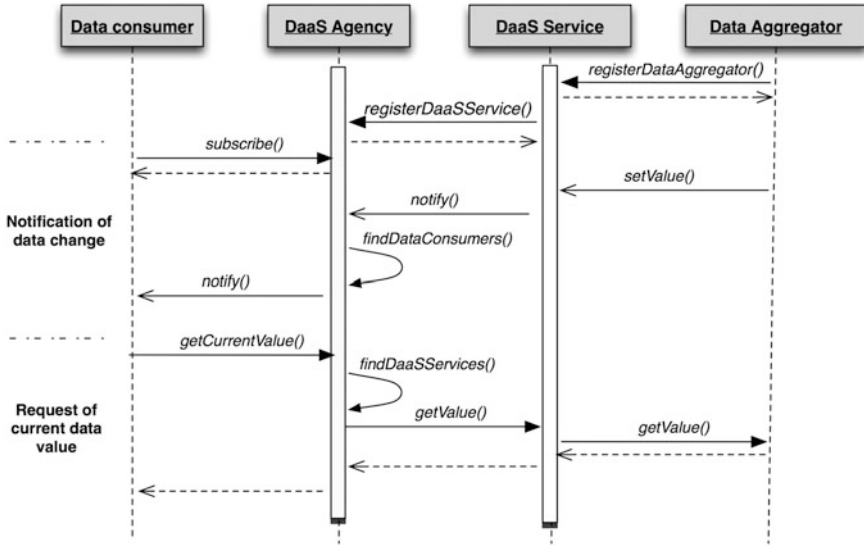 Data consumer
DaaS Agency
DaaS Service
Data Aggregator
registerDataAggregator()
registerDaaSService()
subscribe()
setValue()
notify()
Notification of
data change
findDataConsumers()
notify()
getCurrentValue()
findDaaSServices()
Request of
current data
value
getValue()
getValue()